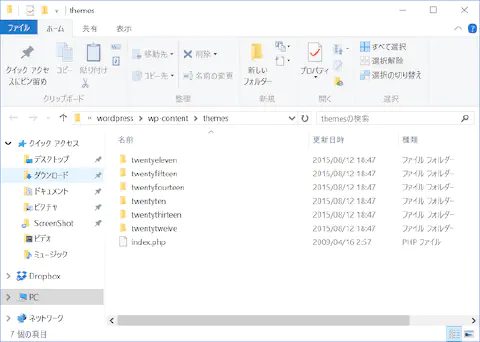 themes
ファイル ホーム 共有 表示
クイック アクセスにピン留め コピー 貼り付け 移動先 削除 コピー先 名前の変更 新しいフォルダー プロパティ すべて選択 選択解除 選択の切り替え
クリップボード 整理 新規 開く 選択
wordpress wp-content themes themesの検索
名前 更新日時 種類
クイック アクセス
デスクトップ
ダウンロード
ドキュメント
ピクチャ
ScreenShot
ビデオ
ミュージック
Dropbox
PC
ネットワーク
twentyeleven 2015/08/12 18:47 ファイル フォルダー
twentyfifteen 2015/08/12 18:47 ファイル フォルダー
twentyfourteen 2015/08/12 18:47 ファイル フォルダー
twentyten 2015/08/12 18:47 ファイル フォルダー
twentythirteen 2015/08/12 18:47 ファイル フォルダー
twentytwelve 2015/08/12 18:47 ファイル フォルダー
index.php 2009/04/16 2:57 PHP ファイル
7 個の項目